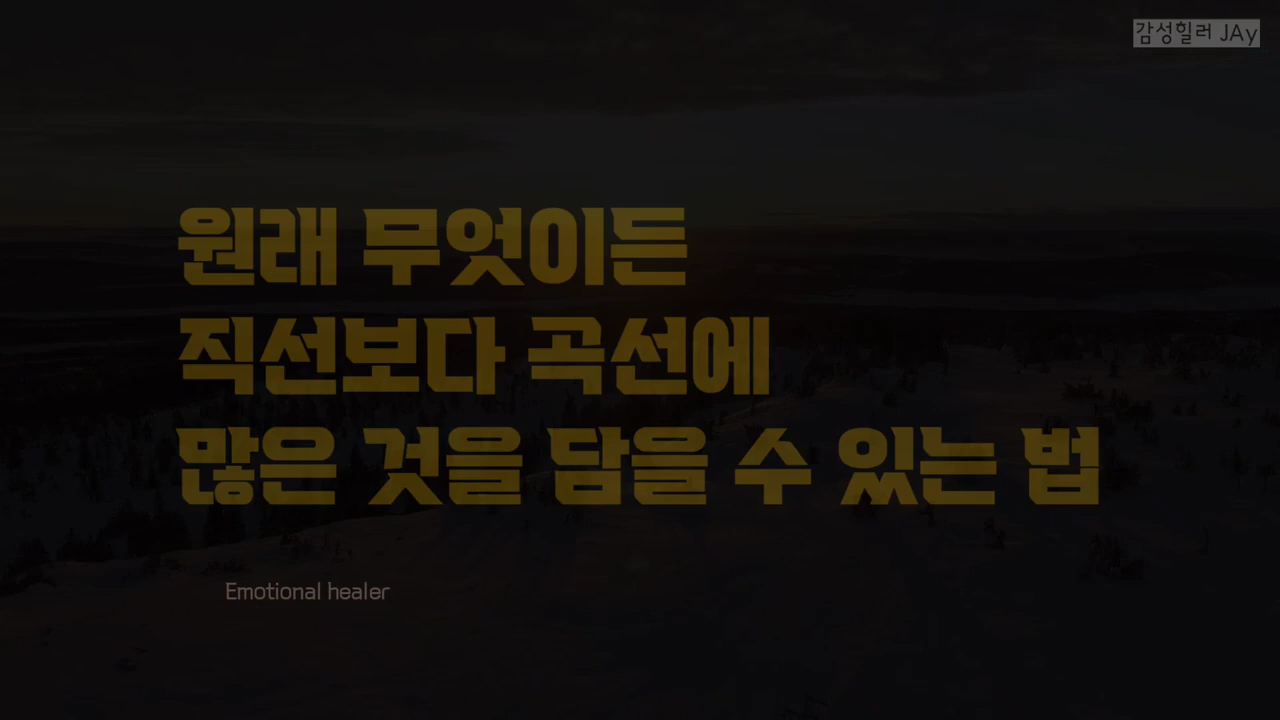 감성힐러 JAy
원래 무엇이든
직선보다 곡선에
많은 것을 담을 수 있는 법
Emotional healer